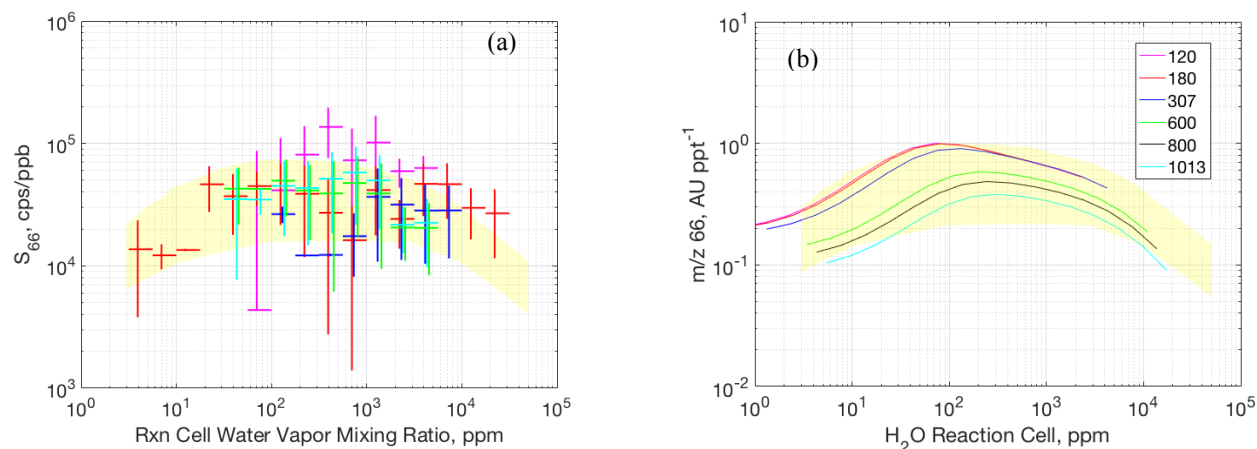 (a)
10^6
10^5
10^4
10^3
S_66, cps/ppb
10^0 10^1 10^2 10^3 10^4 10^5
Rxn Cell Water Vapor Mixing Ratio, ppm
(b)
10^1
10^0
10^-1
10^-2
m/z 66, AU ppt^-1
10^0 10^1 10^2 10^3 10^4 10^5
H_2O Reaction Cell, ppm
120
180
307
600
800
1013